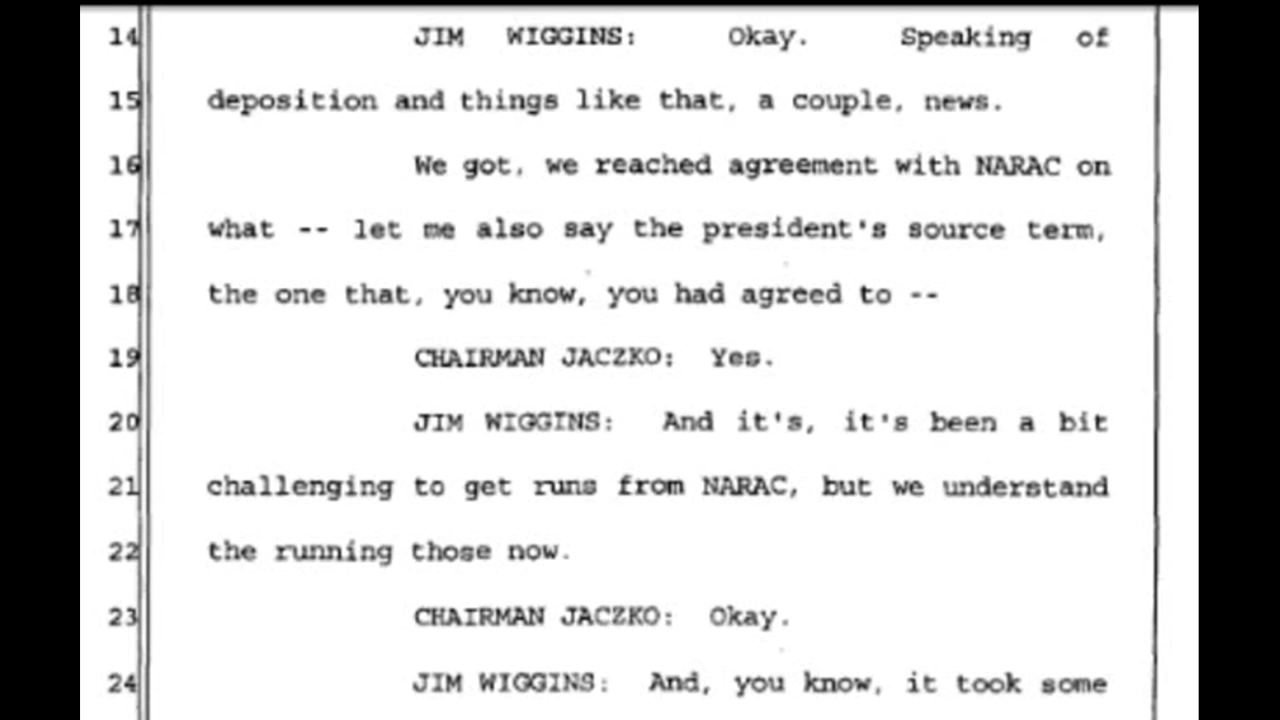 14 JIM WIGGINS: Okay. Speaking of
15 deposition and things like that, a couple, news.
16 We got, we reached agreement with NARAC on
17 what -- let me also say the president's source term,
18 the one that, you know, you had agreed to --
19 CHAIRMAN JACZKO: Yes.
20 JIM WIGGINS: And it's, it's been a bit
21 challenging to get runs from NARAC, but we understand
22 the running those now.
23 CHAIRMAN JACZKO: Okay.
24 JIM WIGGINS: And, you know, it took some